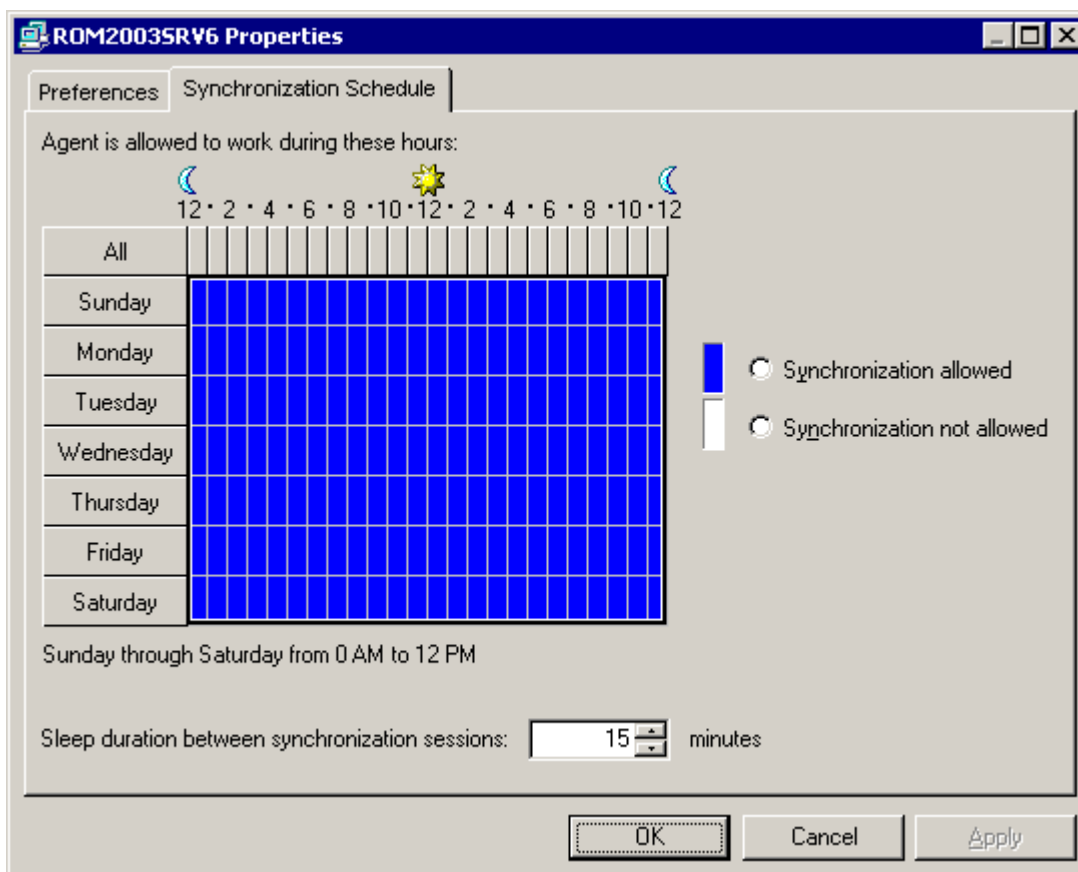 ROM2003SRV6 Properties
Preferences Synchronization Schedule
Agent is allowed to work during these hours:
12 · 2 · 4 · 6 · 8 · 10 · 12 · 2 · 4 · 6 · 8 · 10 · 12
All
Sunday
Monday
Tuesday
Wednesday
Thursday
Friday
Saturday
Synchronization allowed
Synchronization not allowed
Sunday through Saturday from 0 AM to 12 PM
Sleep duration between synchronization sessions: 15 minutes
OK Cancel Apply